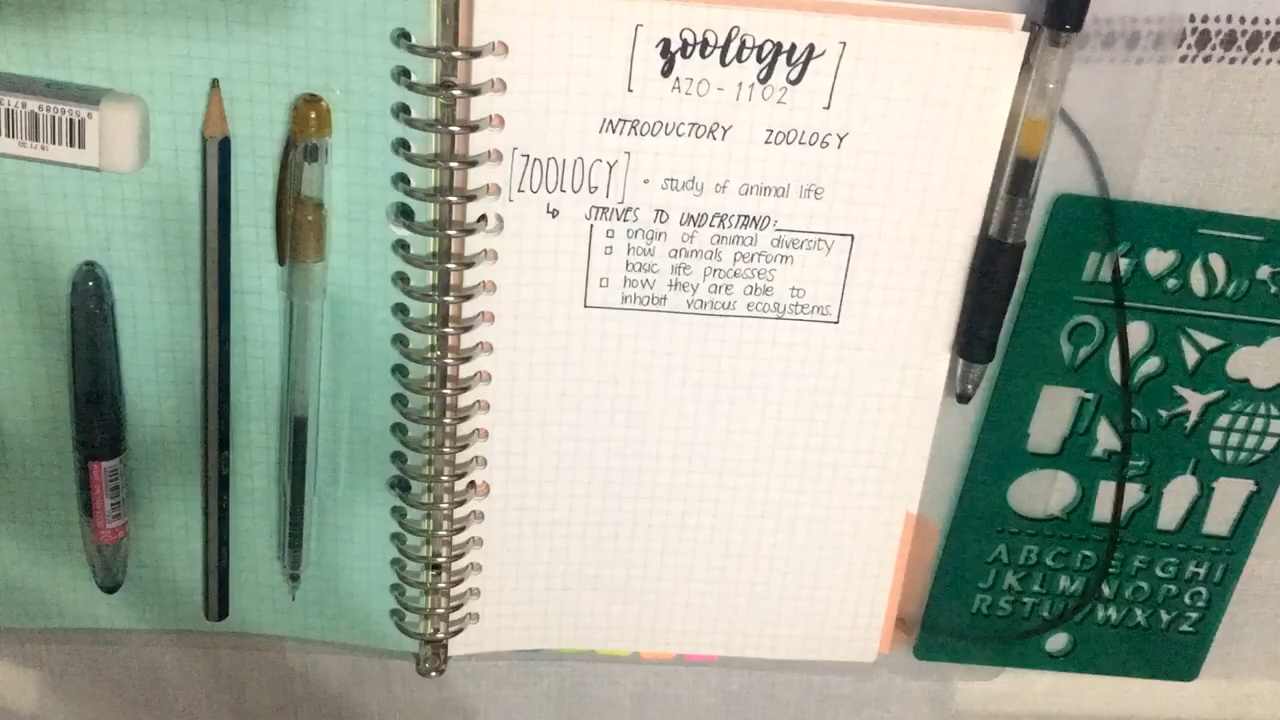 zoology
AZO - 1102
INTRODUCTORY ZOOLOGY
[ZOOLOGY] • study of animal life
STRIVES TO UNDERSTAND:
origin of animal diversity
how animals perform
basic life processes
how they are able to
inhabit various ecosystems.
ABCDEFGHI
JKLMNOPQ
RSTUVWXYZ